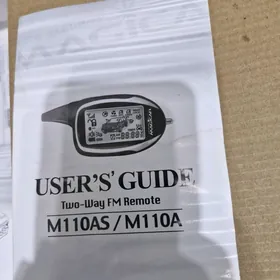 USER'S' GUIDE
Two-Way FM Remote
M110AS / M110A